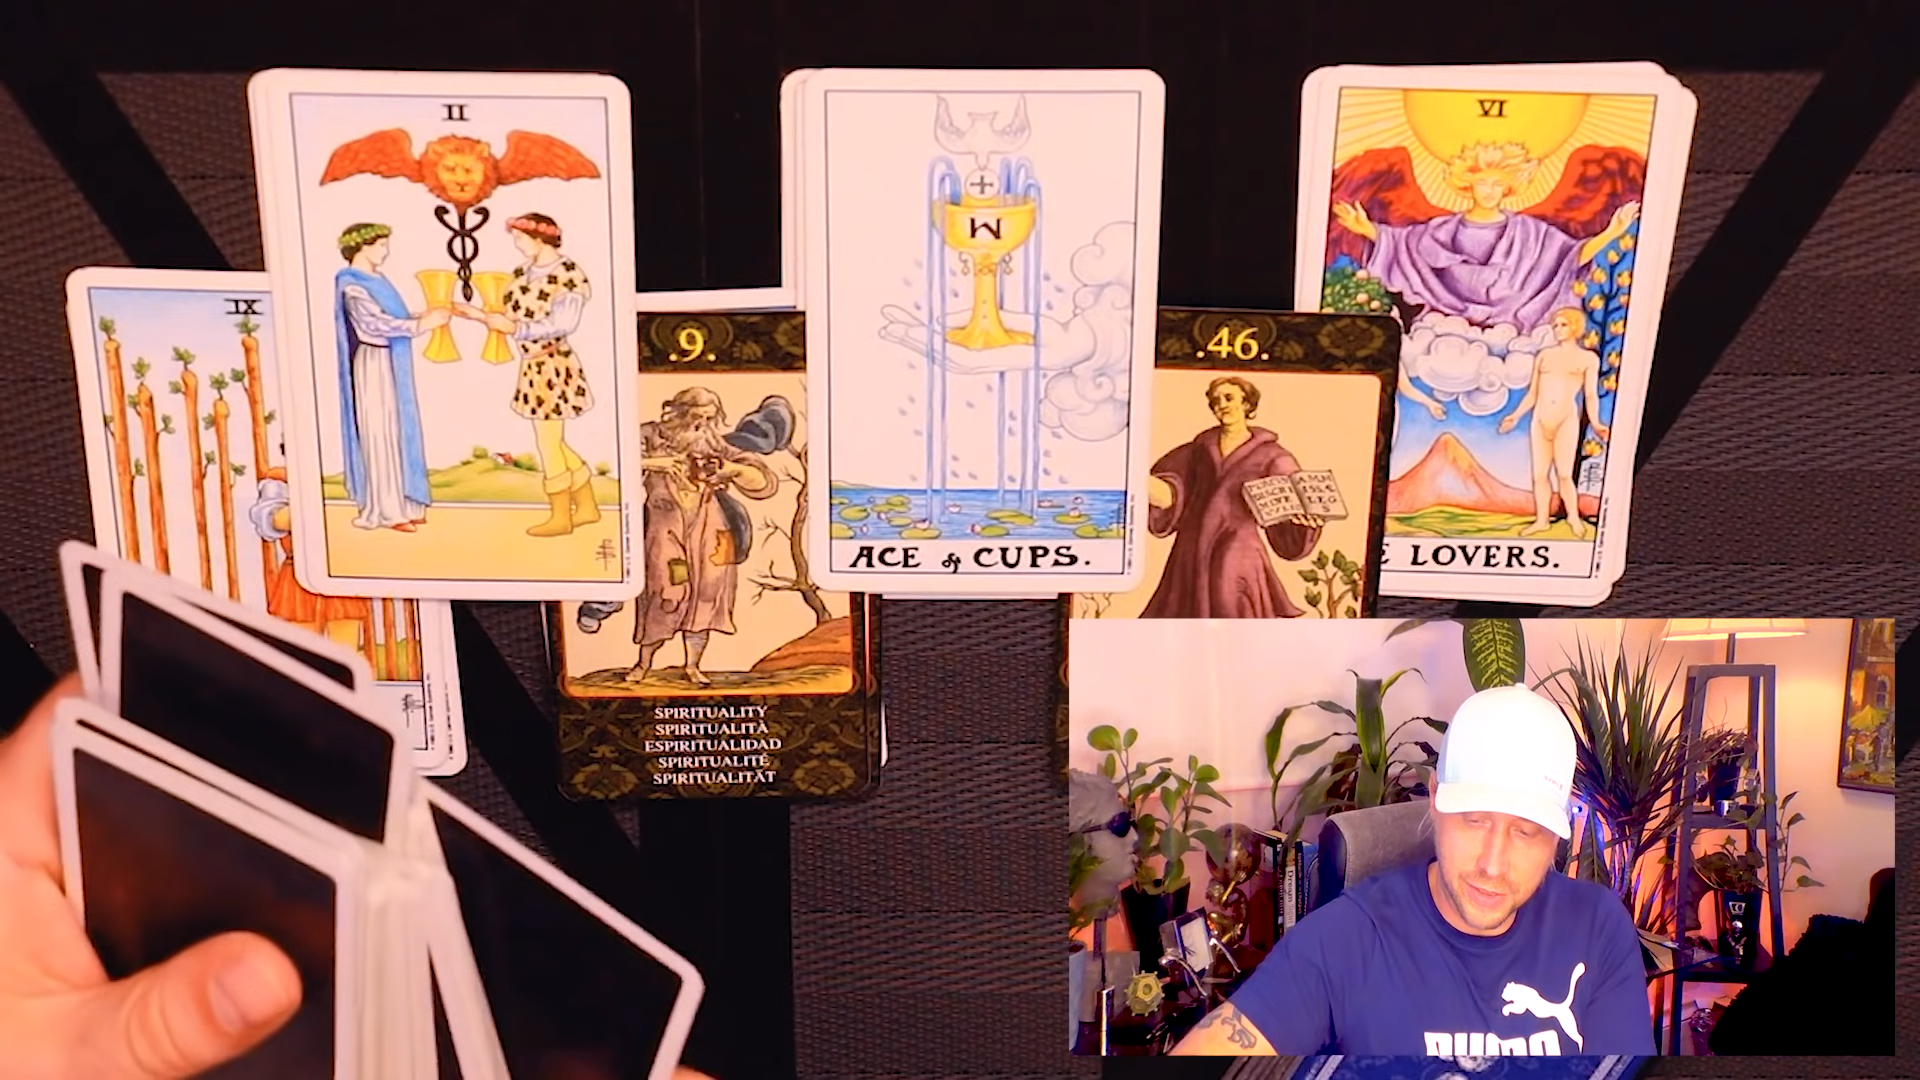 II
VI
IX
.9.
.46.
ACE of CUPS.
E LOVERS.
SPIRITUALITY
SPIRITUALITÀ
ESPIRITUALIDAD
SPIRITUALITÉ
SPIRITUALITÄT
PUMA